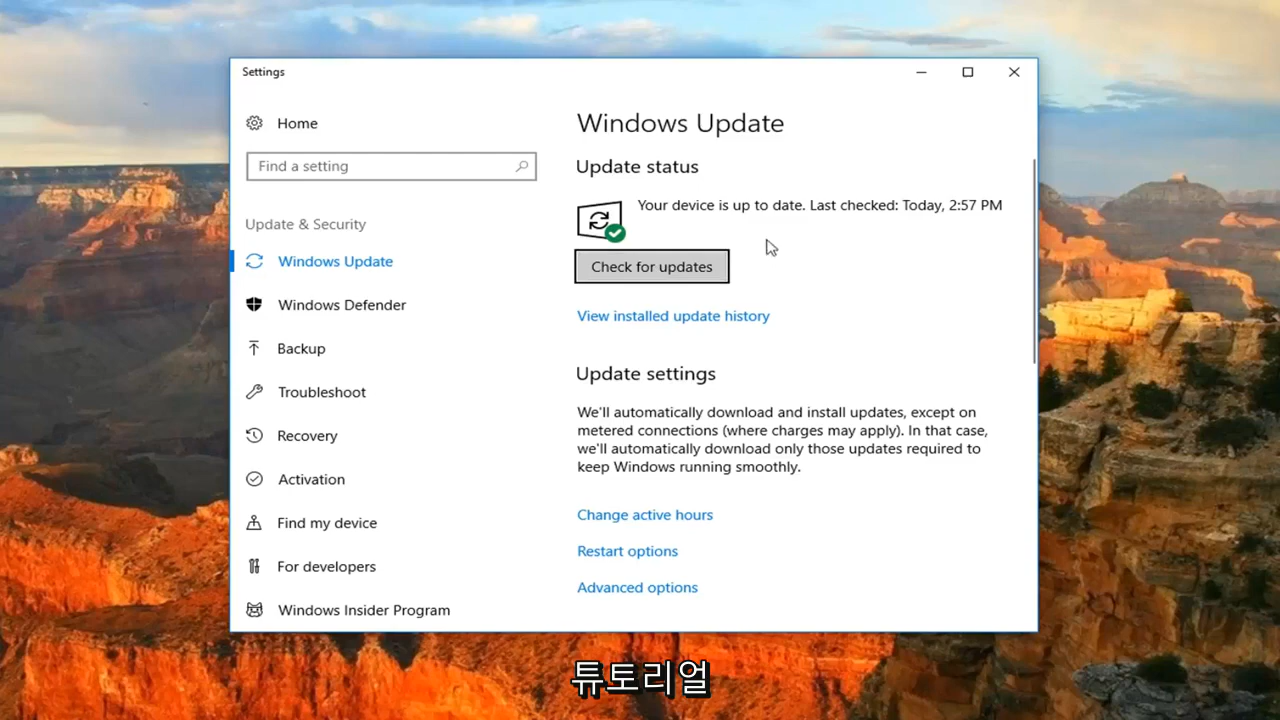 Settings
Home
Find a setting
Update & Security
Windows Update
Windows Defender
Backup
Troubleshoot
Recovery
Activation
Find my device
For developers
Windows Insider Program
Windows Update
Update status
Your device is up to date. Last checked: Today, 2:57 PM
Check for updates
View installed update history
Update settings
We'll automatically download and install updates, except on
metered connections (where charges may apply). In that case,
we'll automatically download only those updates required to
keep Windows running smoothly.
Change active hours
Restart options
Advanced options
튜토리얼